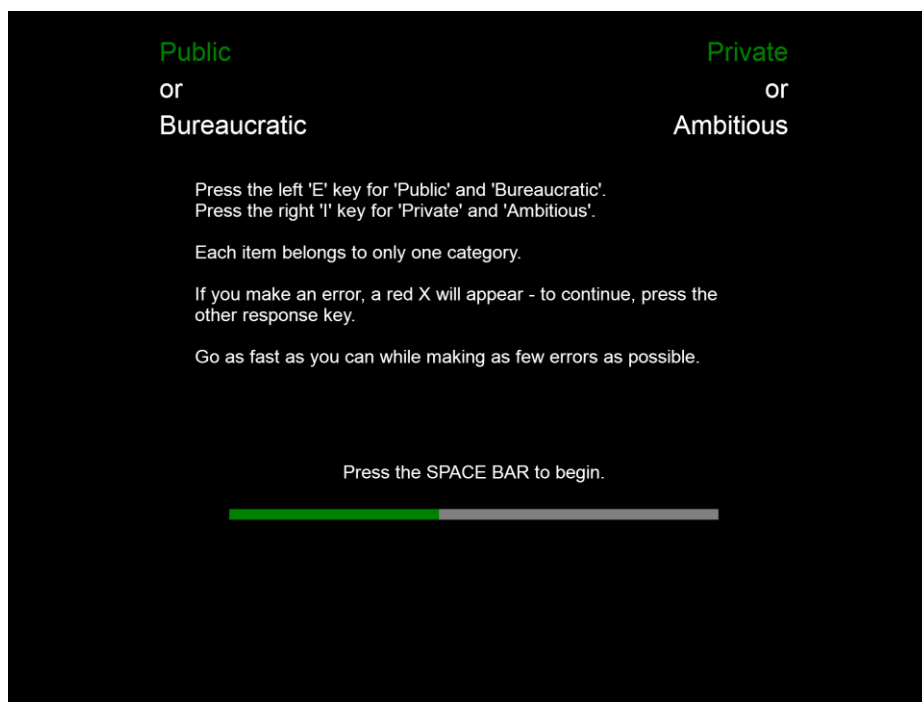 Public
Private
or
or
Bureaucratic
Ambitious
Press the left 'E' key for 'Public' and 'Bureaucratic'.
Press the right 'I' key for 'Private' and 'Ambitious'.
Each item belongs to only one category.
If you make an error, a red X will appear - to continue, press the
other response key.
Go as fast as you can while making as few errors as possible.
Press the SPACE BAR to begin.